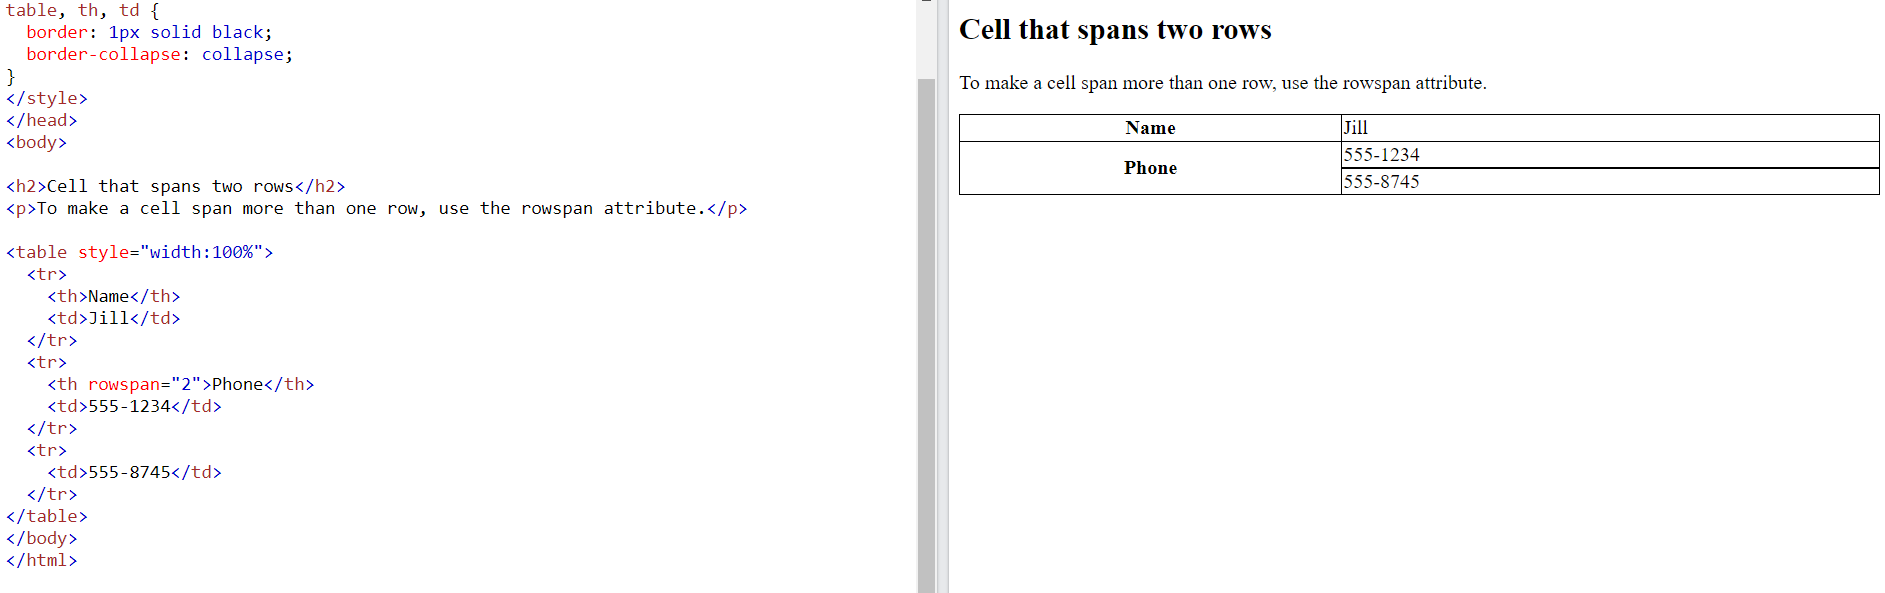 table, th, td {
  border: 1px solid black;
  border-collapse: collapse;
}
</style>
</head>
<body>

<h2>Cell that spans two rows</h2>
<p>To make a cell span more than one row, use the rowspan attribute.</p>

<table style="width:100%">
  <tr>
    <th>Name</th>
    <td>Jill</td>
  </tr>
  <tr>
    <th rowspan="2">Phone</th>
    <td>555-1234</td>
  </tr>
  <tr>
    <td>555-8745</td>
  </tr>
</table>
</body>
</html>

Cell that spans two rows
To make a cell span more than one row, use the rowspan attribute.
Name Jill
Phone 555-1234
555-8745